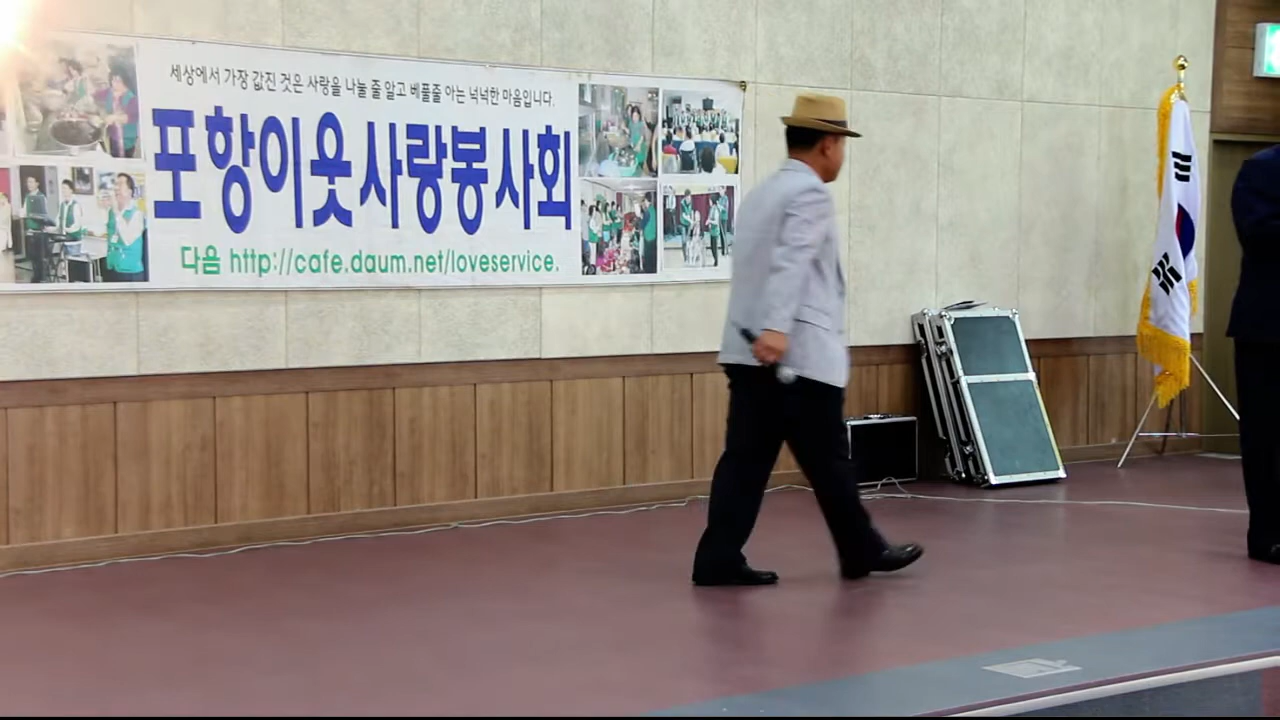 세상에서 가장 값진 것은 사랑을 나눌 줄 알고 베풀줄 아는 넉넉한 마음입니다.
포항이웃사랑봉사회
다음 http://cafe.daum.net/loveservice.